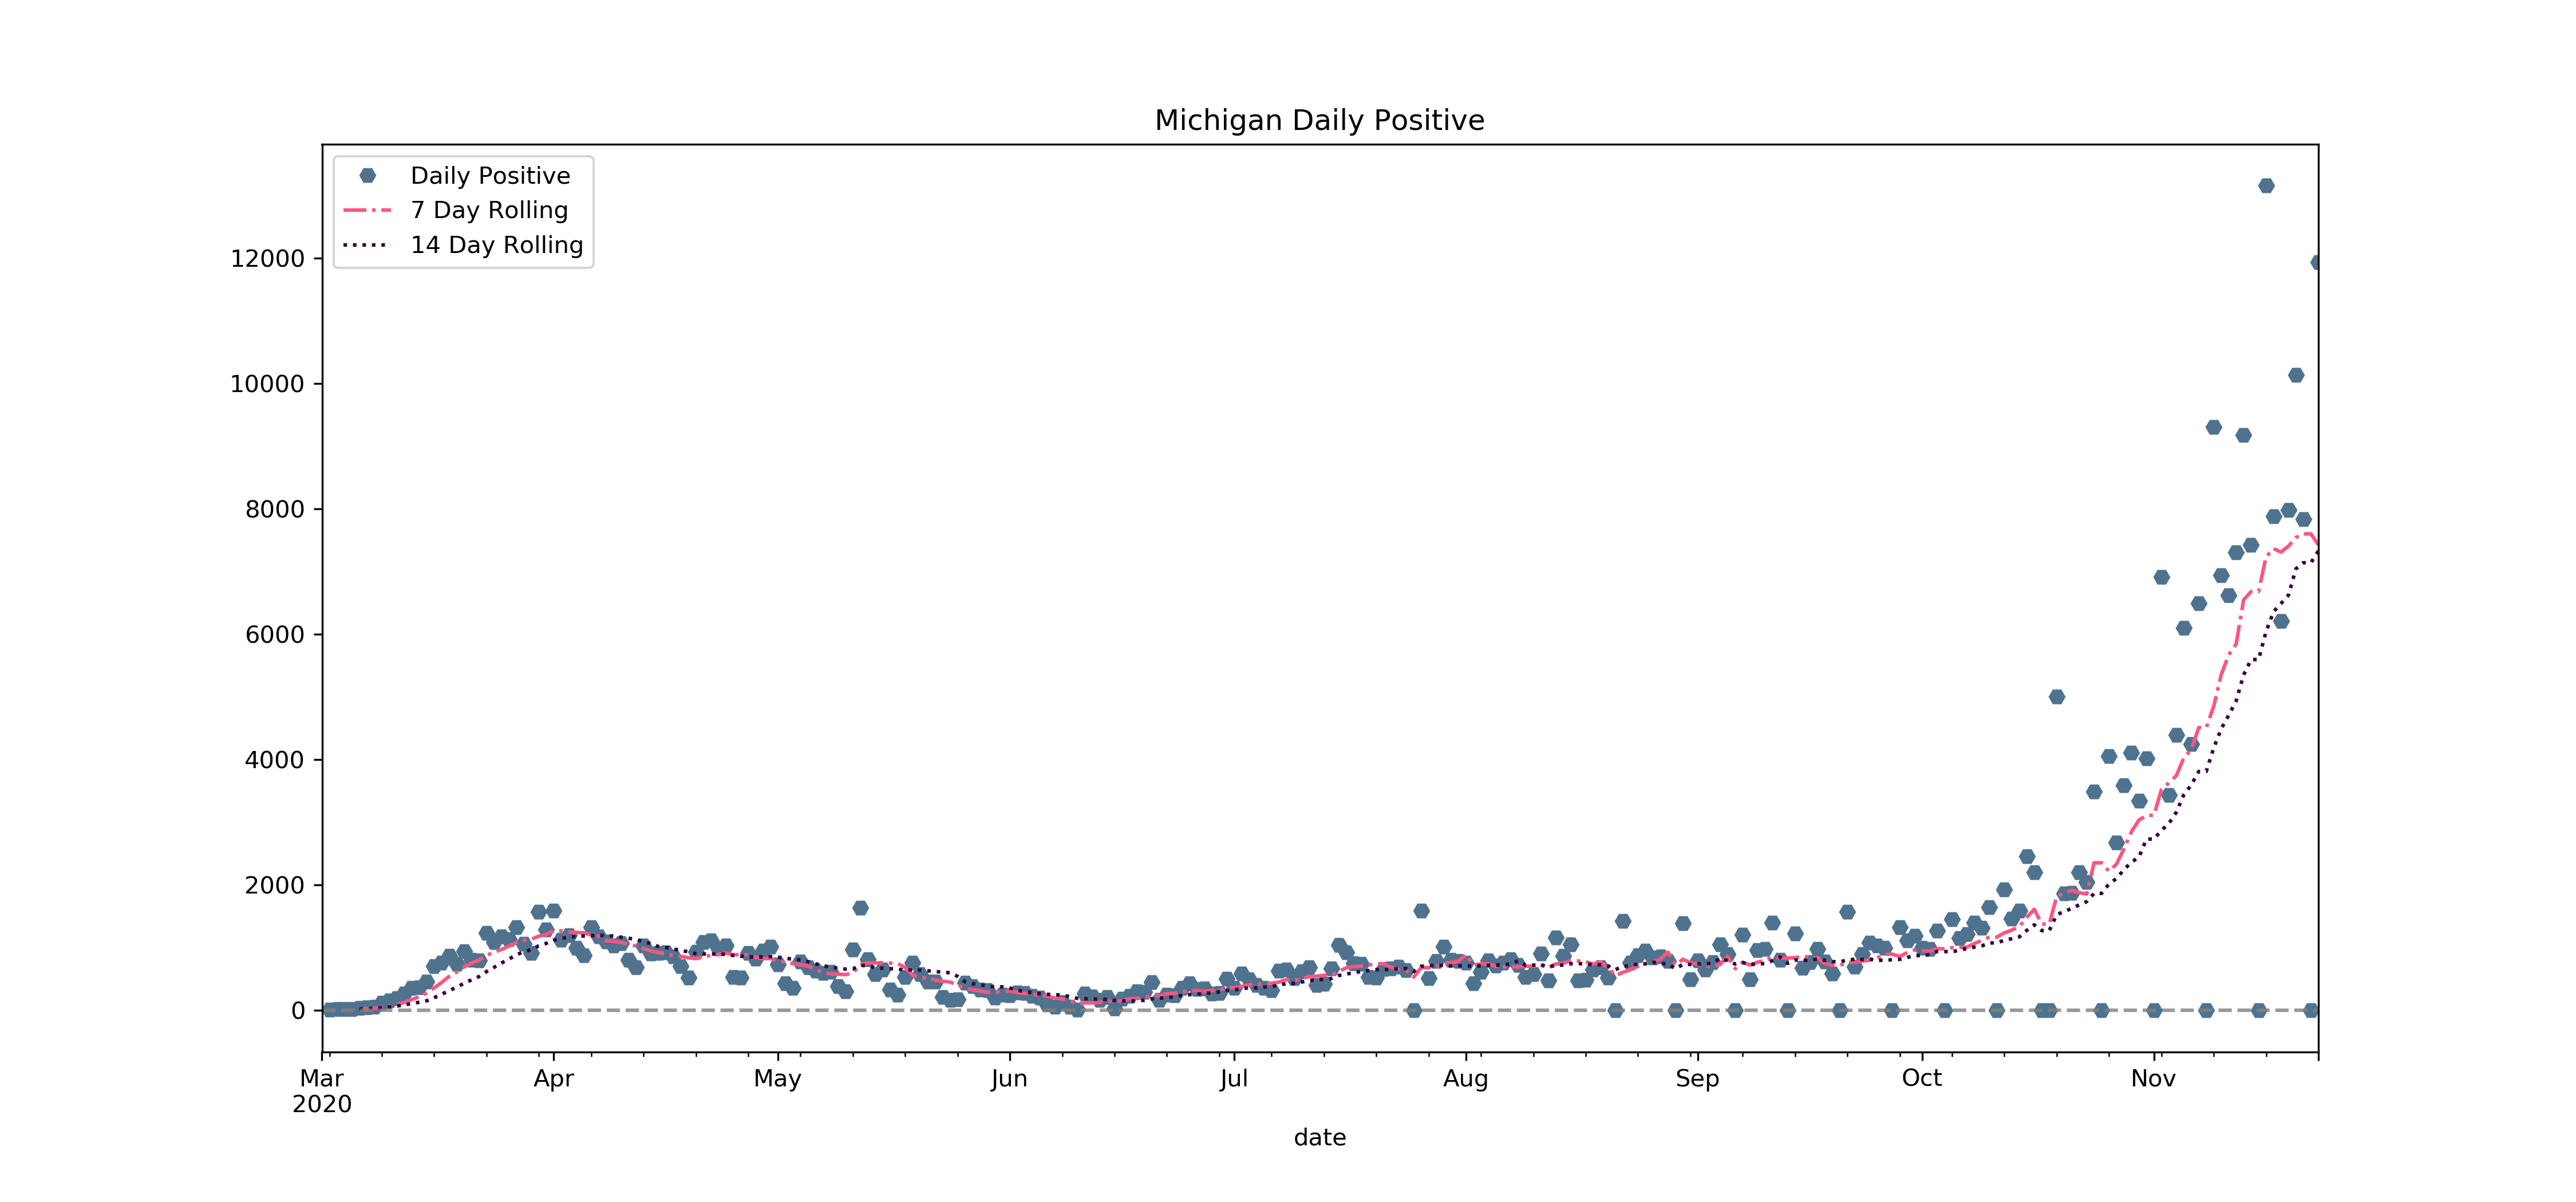 Michigan Daily Positive
Daily Positive
7 Day Rolling
14 Day Rolling
12000
10000
8000
6000
4000
2000
0
Mar Apr May Jun Jul Aug Sep Oct Nov
2020
date